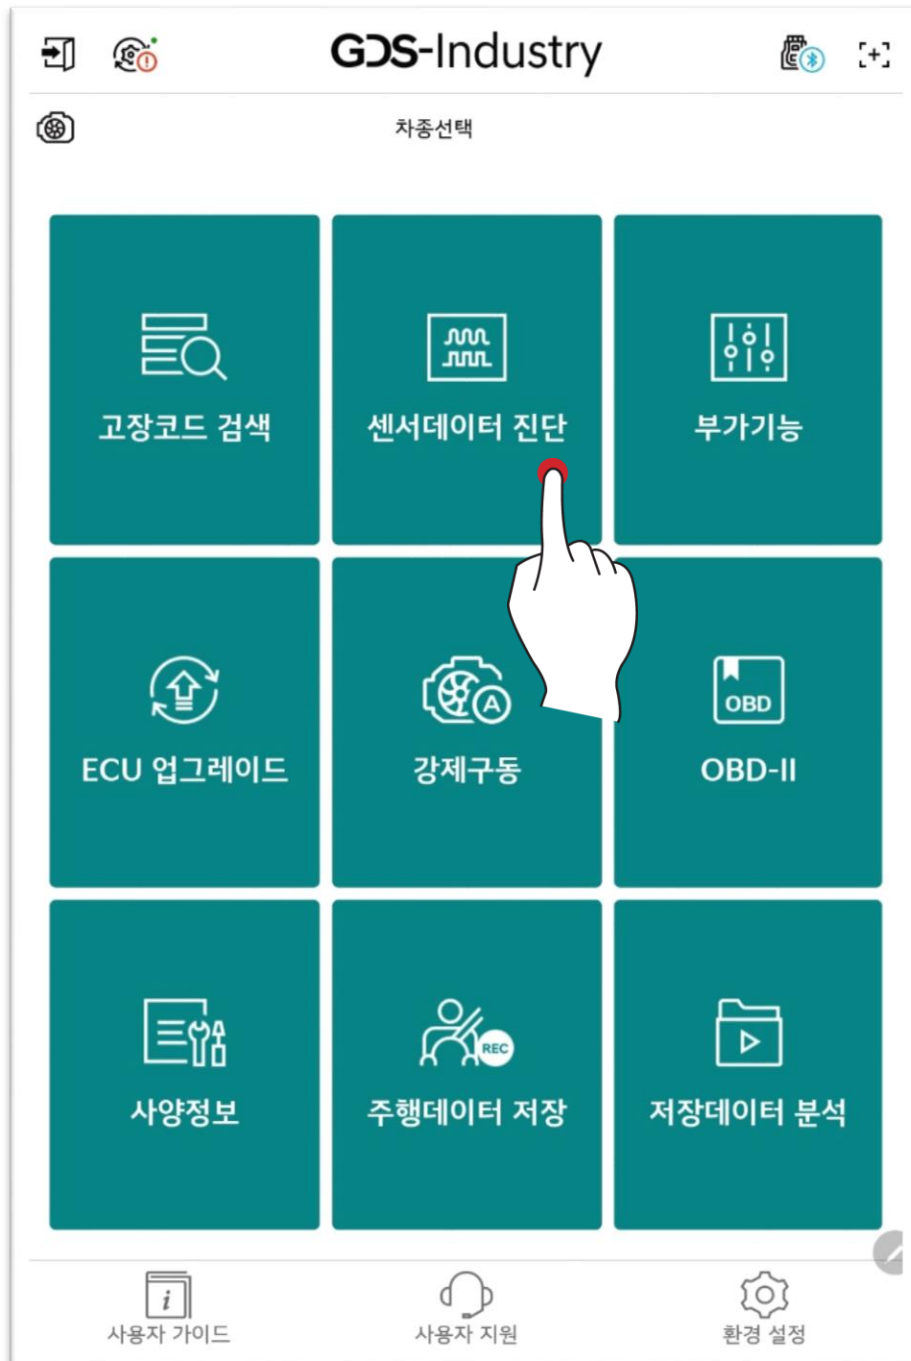 GDS-Industry
차종선택
고장코드 검색
센서데이터 진단
부가기능
OBD
ECU 업그레이드
A
강제구동
OBD-II
REC
사양정보
주행데이터 저장
저장데이터 분석
i
사용자 가이드
사용자 지원
환경 설정